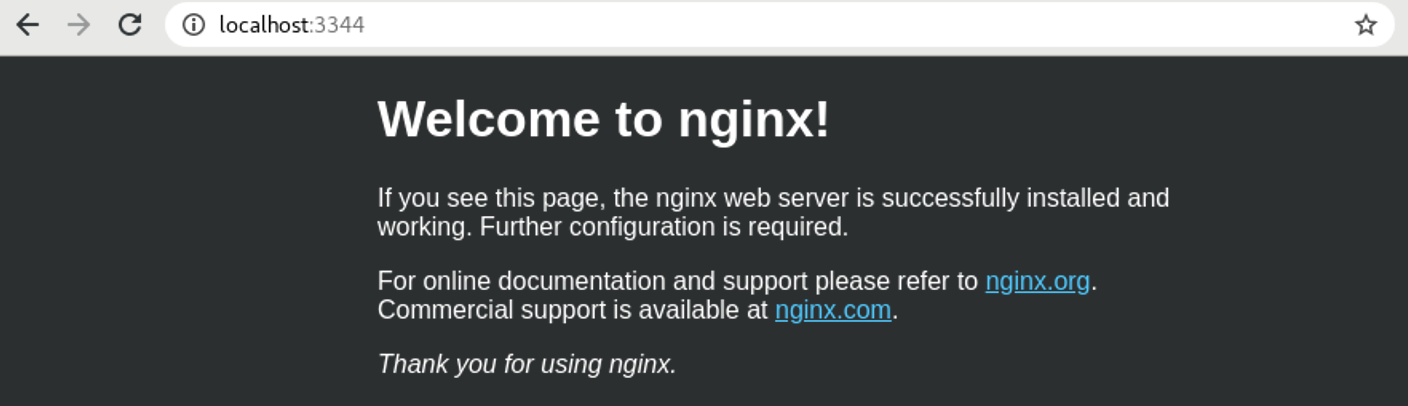 localhost:3344
Welcome to nginx!
If you see this page, the nginx web server is successfully installed and
working. Further configuration is required.
For online documentation and support please refer to nginx.org.
Commercial support is available at nginx.com.
Thank you for using nginx.